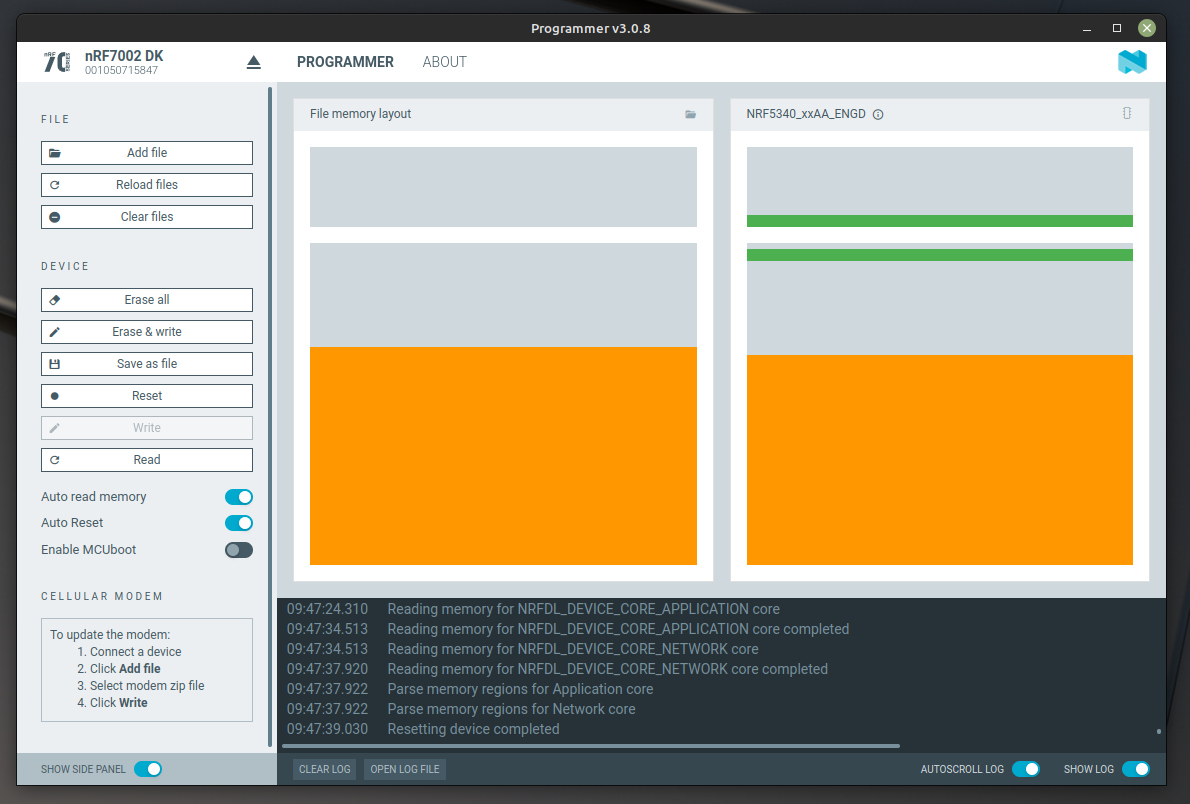 Programmer v3.0.8
nRF
70
SERIES
nRF7002 DK
001050715847
PROGRAMMER
ABOUT
FILE
Add file
Reload files
Clear files
DEVICE
Erase all
Erase & write
Save as file
Reset
Write
Read
Auto read memory
Auto Reset
Enable MCUboot
CELLULAR MODEM
To update the modem:
1. Connect a device
2. Click Add file
3. Select modem zip file
4. Click Write
SHOW SIDE PANEL
File memory layout
NRF5340_xxAA_ENGD
09:47:24.310 Reading memory for NRFDL_DEVICE_CORE_APPLICATION core
09:47:34.513 Reading memory for NRFDL_DEVICE_CORE_APPLICATION core completed
09:47:34.513 Reading memory for NRFDL_DEVICE_CORE_NETWORK core
09:47:37.920 Reading memory for NRFDL_DEVICE_CORE_NETWORK core completed
09:47:37.922 Parse memory regions for Application core
09:47:37.922 Parse memory regions for Network core
09:47:39.030 Resetting device completed
CLEAR LOG
OPEN LOG FILE
AUTOSCROLL LOG
SHOW LOG